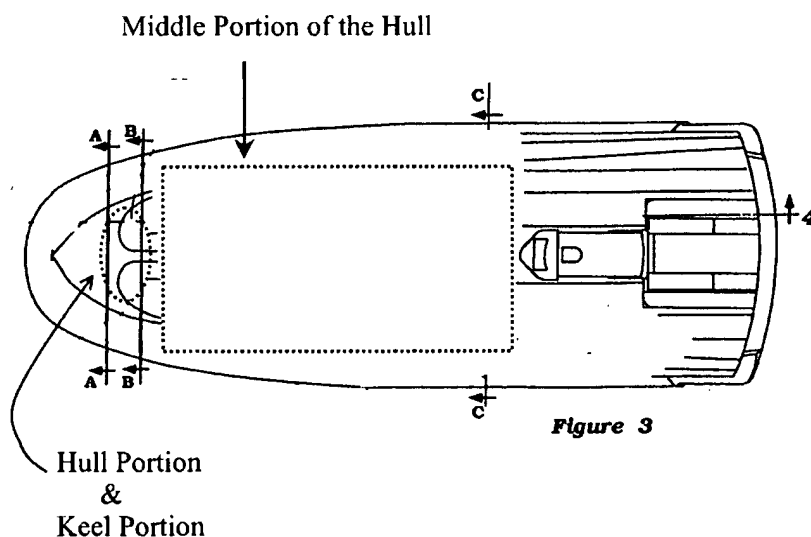 Middle Portion of the Hull
C
A
B
4
A
B
C
Figure 3
Hull Portion
&
Keel Portion